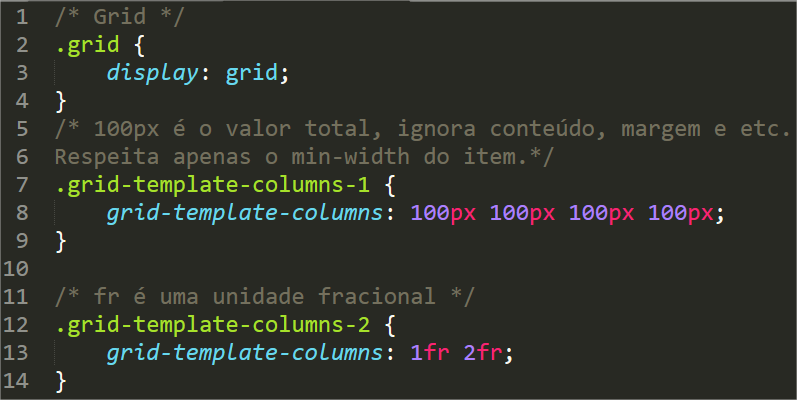 1 /* Grid */
2 .grid {
3     display: grid;
4 }
5 /* 100px é o valor total, ignora conteúdo, margem e etc.
6 Respeita apenas o min-width do item.*/
7 .grid-template-columns-1 {
8     grid-template-columns: 100px 100px 100px 100px;
9 }
10
11 /* fr é uma unidade fracional */
12 .grid-template-columns-2 {
13     grid-template-columns: 1fr 2fr;
14 }